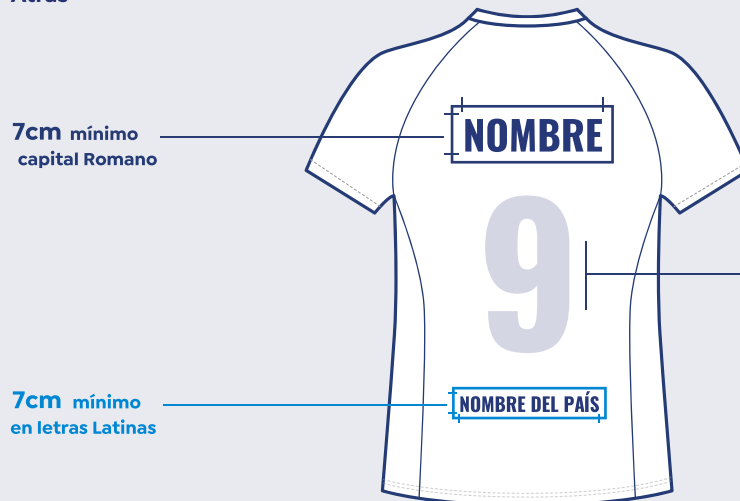 Atrás
7cm mínimo
capital Romano
NOMBRE
9
7cm mínimo
en letras Latinas
NOMBRE DEL PAÍS